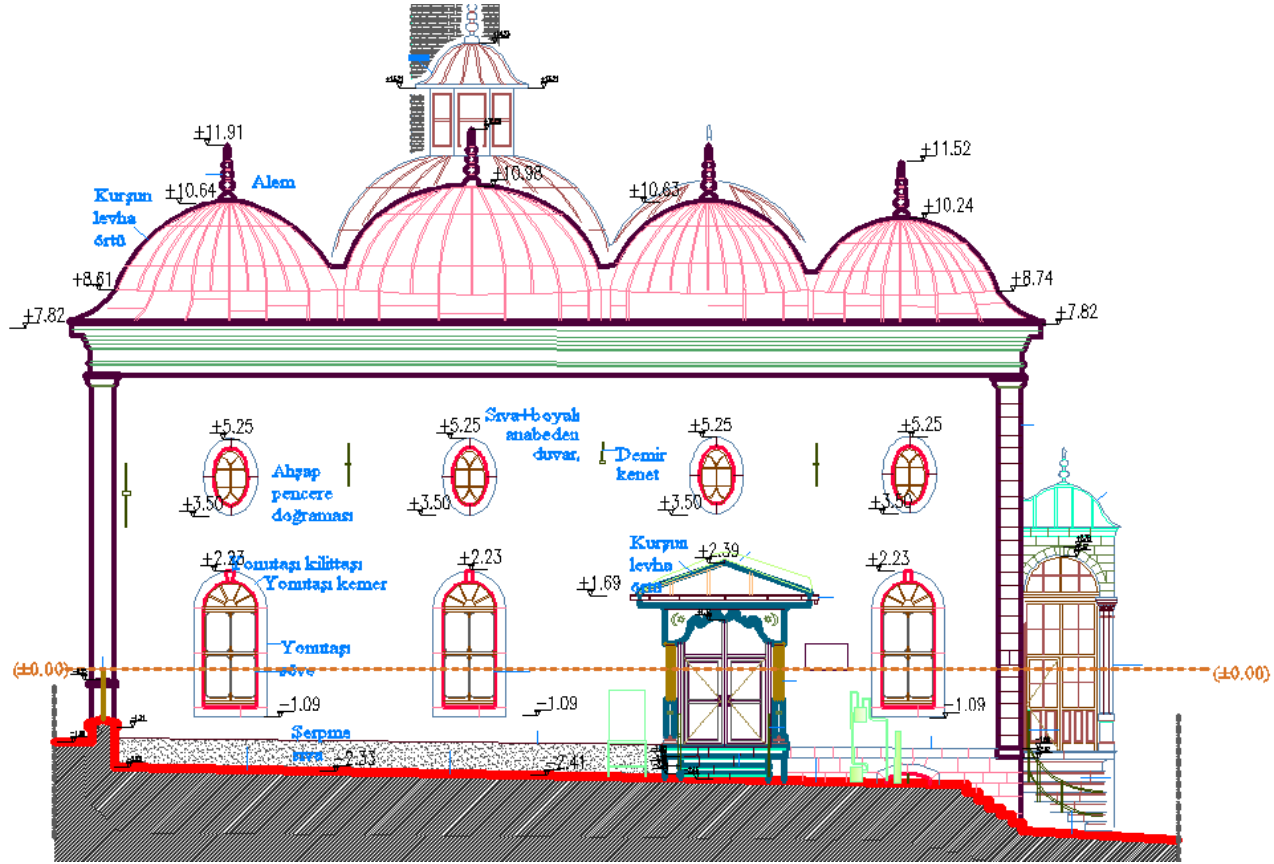 ±11.91
+11.52
Alem
±10.64
±10.98
±10.63
±10.24
Kurşun
levha
örtü
+8.61
±8.74
±7.82
±7.82
Sıva+boyalı
anabeden
duvar.
±5.25
±5.25
±5.25
±5.25
Demir
kenet
Ahşap
pencere
doğraması
±3.50
±3.50
±3.50
±3.50
Kurşun
levha
örtü
±2.39
±2.23
±2.23
±2.23
Yonutaşı kilittaşı
Yonutaşı kemer
±1.69
Yonutaşı
söve
(±0.00)
(±0.00)
-1.09
-1.09
-1.09
Serpme
sıva
-2.33
-2.41